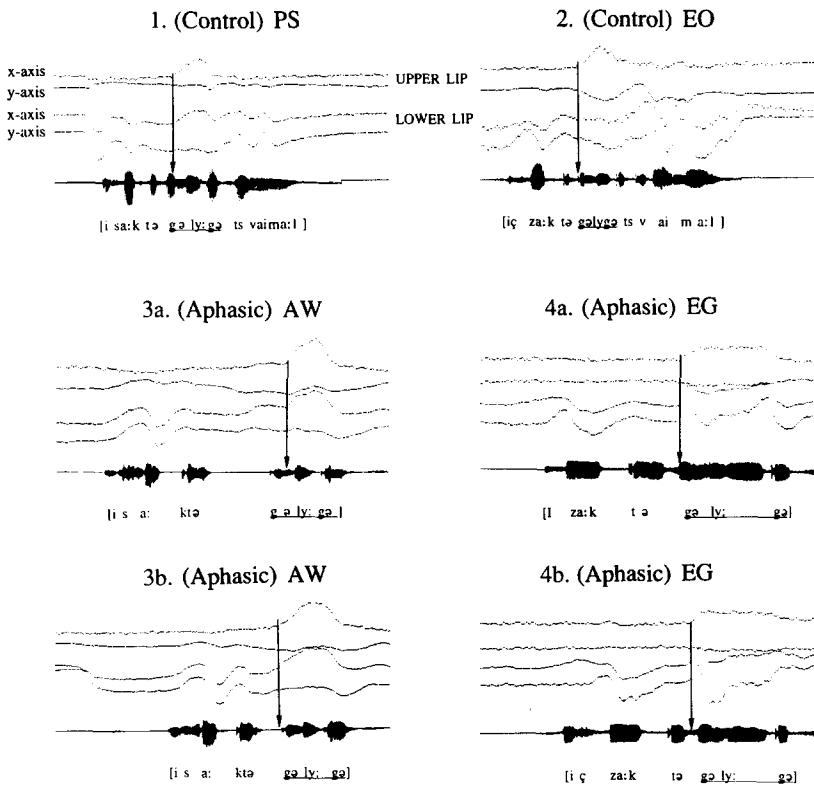 1. (Control) PS
2. (Control) EO
x-axis
y-axis
x-axis
y-axis
UPPER LIP
LOWER LIP
[i sa:k tə gə ly:gə ts vaima:l ]
[iç za:k tə gəlygə ts v ai m a:l ]
3a. (Aphasic) AW
4a. (Aphasic) EG
[i s a: ktə g ə ly: gə ]
[I za:k t ə gə ly: gə]
3b. (Aphasic) AW
4b. (Aphasic) EG
[i s a: ktə gə ly: gə]
[i ç za:k tə gə ly: gə]